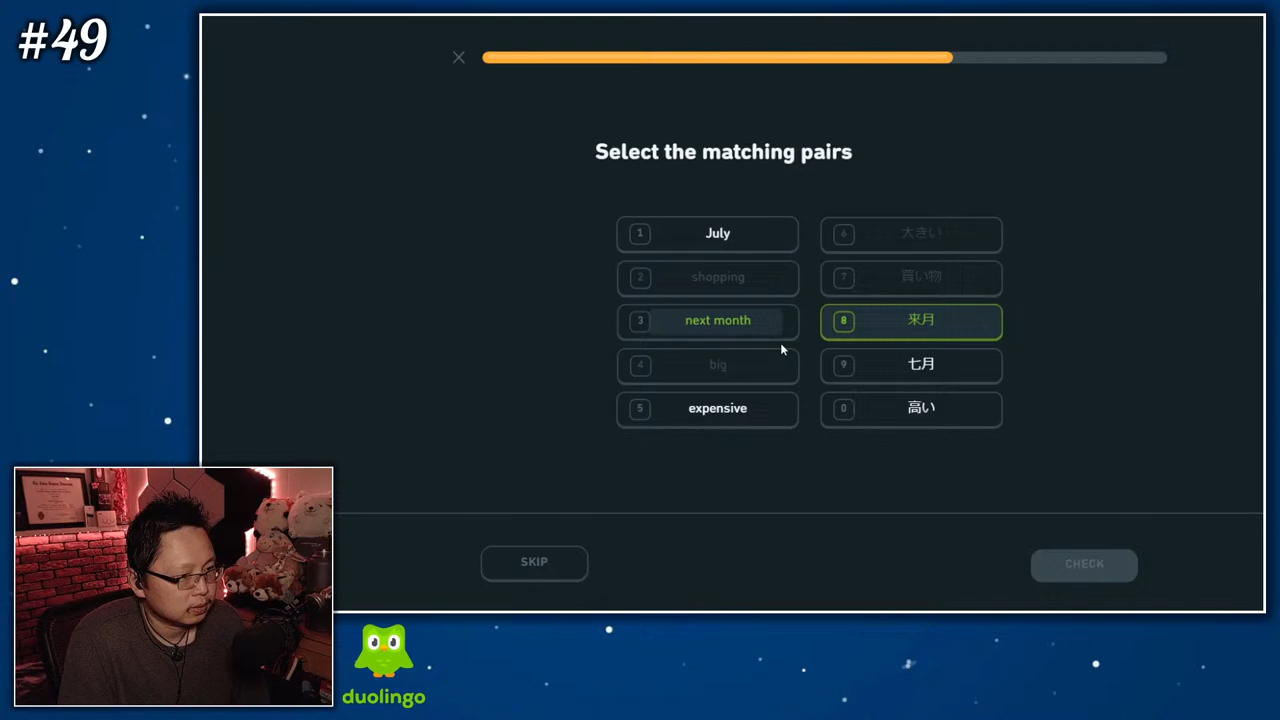 #49
Select the matching pairs
1 July
6 大きい
2 shopping
7 買い物
3 next month
8 来月
4 big
9 七月
5 expensive
0 高い
SKIP
CHECK
duolingo